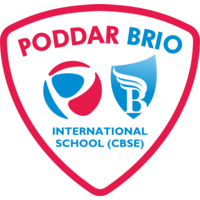 PODDAR BRIO
B
INTERNATIONAL
SCHOOL (CBSE)